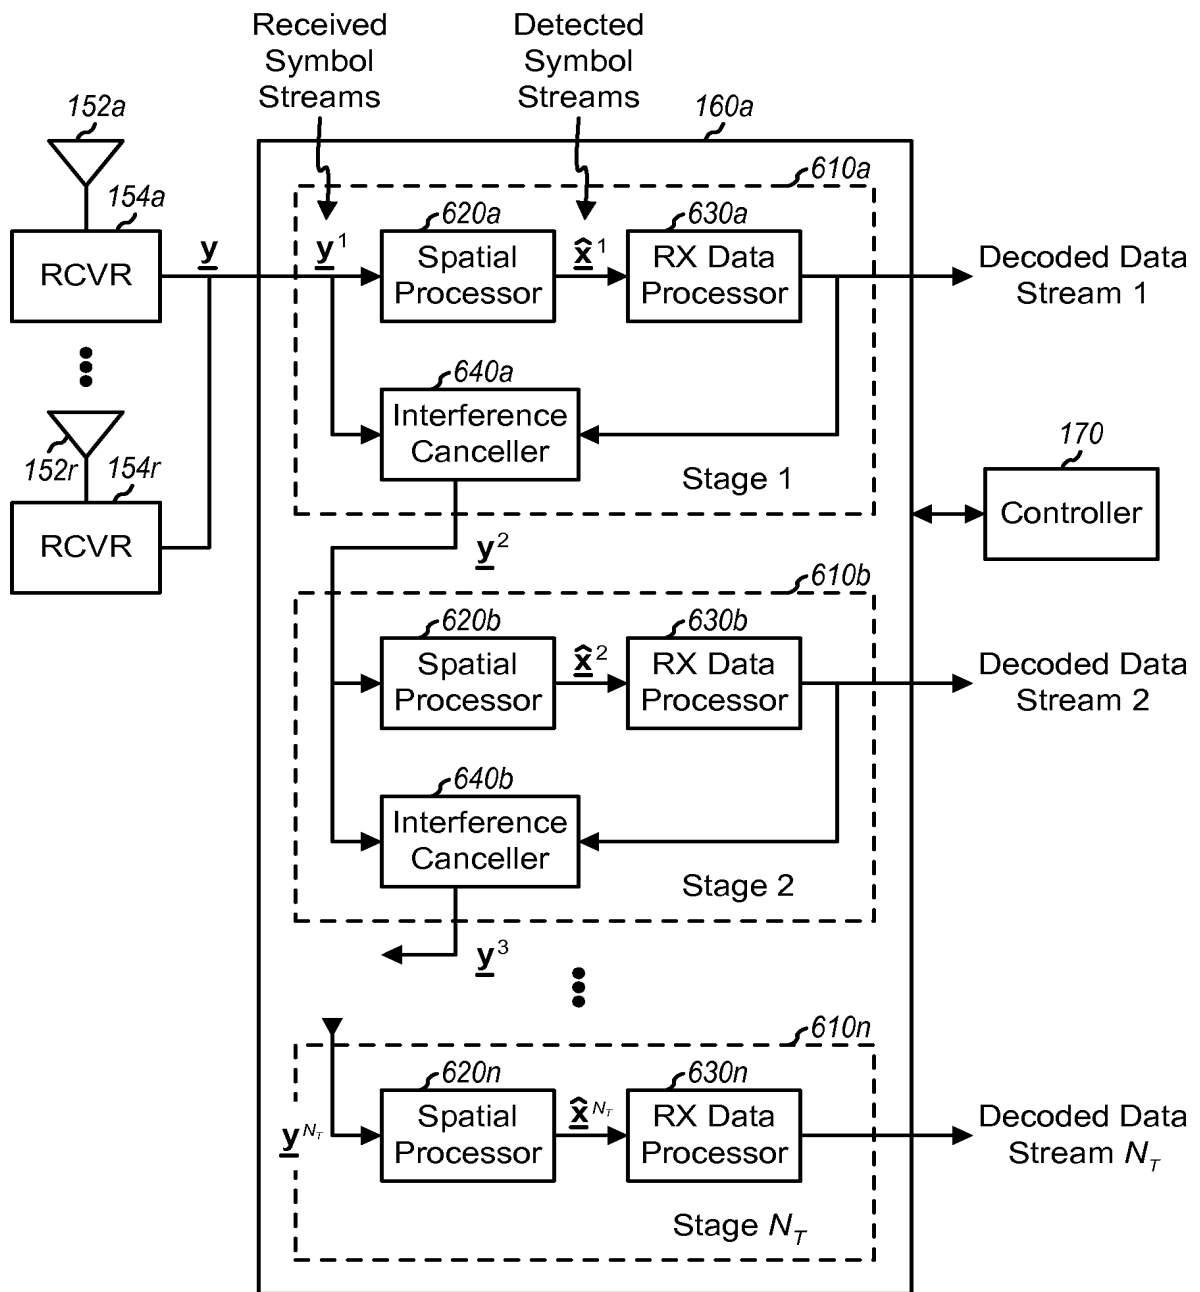 Received
Symbol
Streams
Detected
Symbol
Streams
152a
160a
610a
154a
620a
630a
RCVR
y
y 1
Spatial
Processor
x̂ 1
RX Data
Processor
Decoded Data
Stream 1
640a
Interference
Canceller
152r
154r
Stage 1
170
RCVR
Controller
y 2
610b
620b
630b
Spatial
Processor
x̂ 2
RX Data
Processor
Decoded Data
Stream 2
640b
Interference
Canceller
Stage 2
y 3
610n
620n
630n
y N_T
Spatial
Processor
x̂ N_T
RX Data
Processor
Decoded Data
Stream N_T
Stage N_T